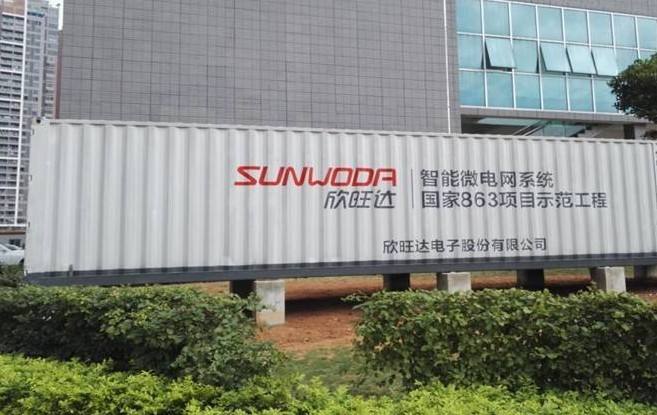 SUNWODA
欣旺达
智能微电网系统
国家863项目示范工程
欣旺达电子股份有限公司